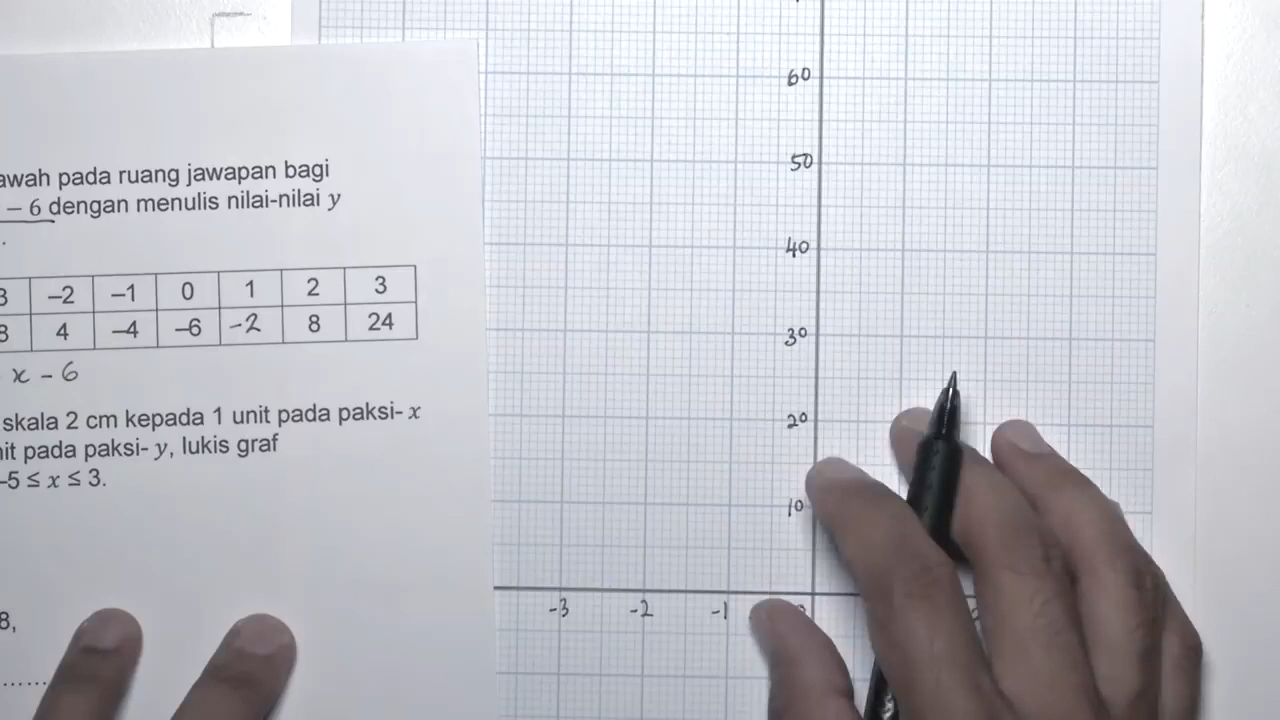 awah pada ruang jawapan bagi
– 6 dengan menulis nilai-nilai y
.
3 –2 –1 0 1 2 3
8 4 –4 –6 -2 8 24
x - 6
skala 2 cm kepada 1 unit pada paksi- x
nit pada paksi- y, lukis graf
-5 ≤ x ≤ 3.
8,
......
60
50
40
30
20
10
-3 -2 -1